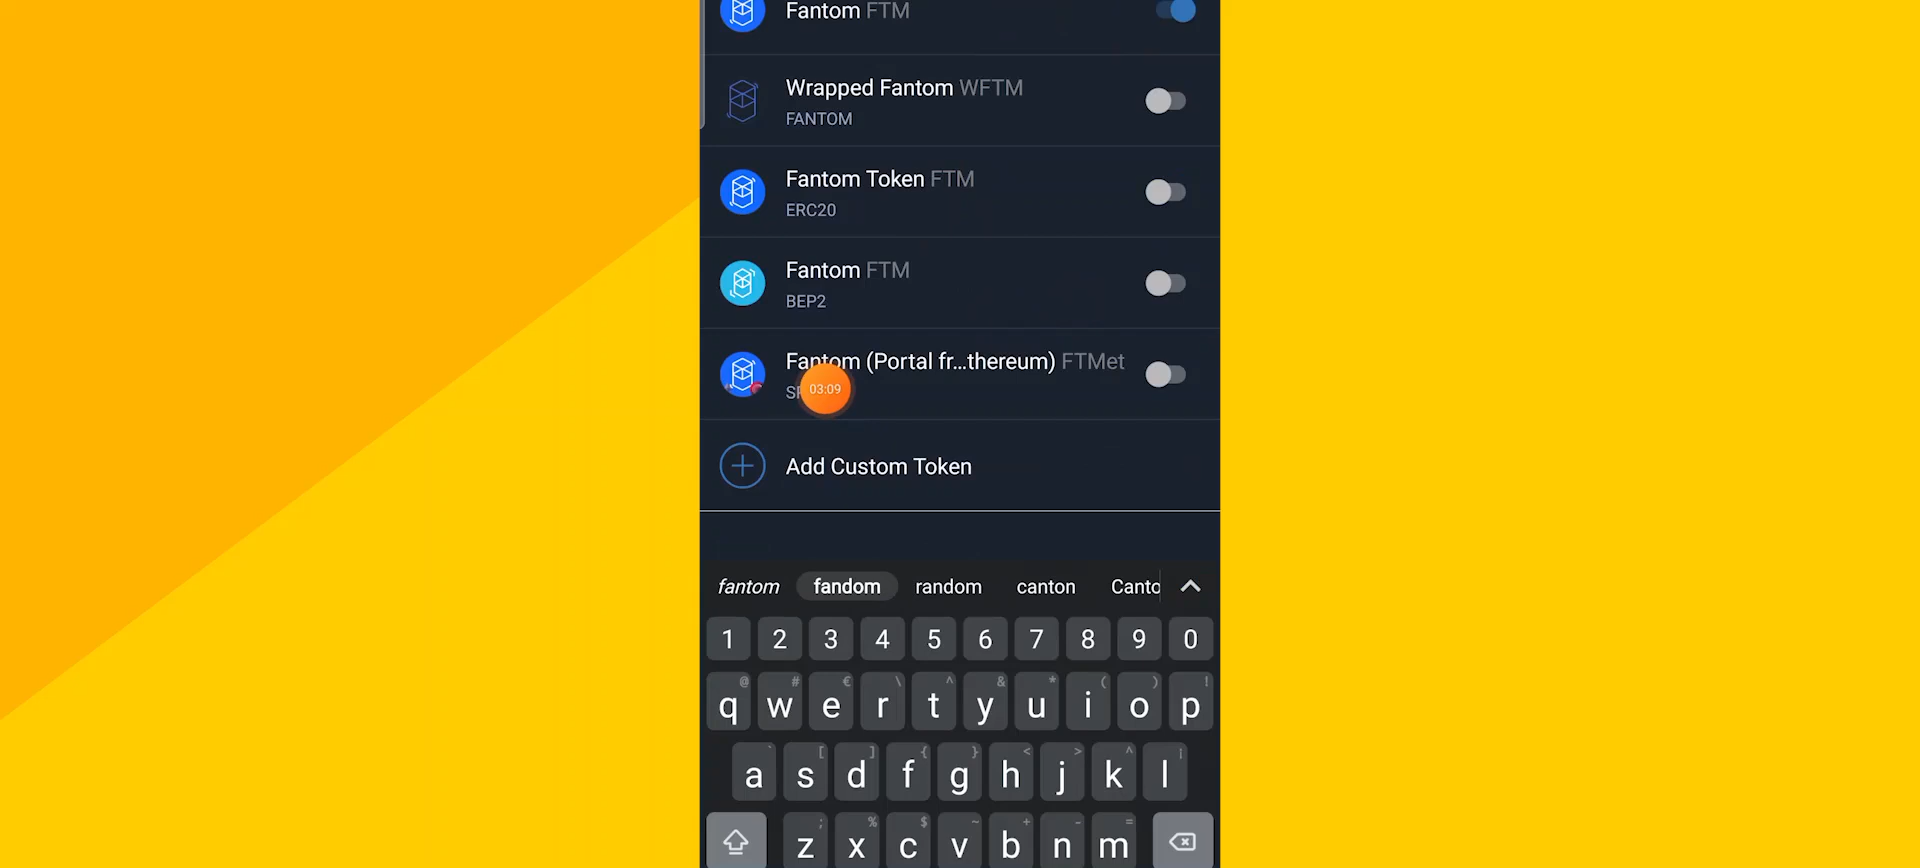 Fantom FTM
Wrapped Fantom WFTM
FANTOM
Fantom Token FTM
ERC20
Fantom FTM
BEP2
Fantom (Portal fr...thereum) FTMet
03:09
Add Custom Token
fantom fandom random canton Canto
1 2 3 4 5 6 7 8 9 0
@ # € \ ^ & * ( ) !
q w e r t y u i o p
` [ ] { } < > ^ ¡
a s d f g h j k l
; % $ ~ + - =
z x c v b n m